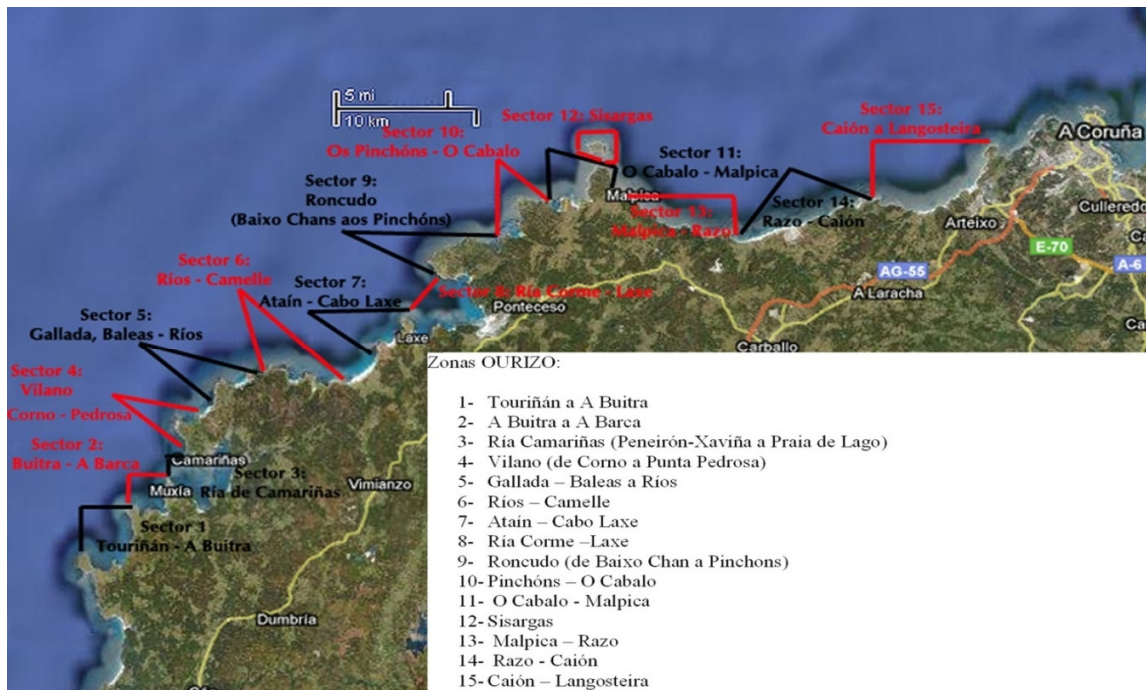 5 mi
10 km
Sector 12: Sisargas
Sector 15:
Caión a Langosteira
A Coruña
Sector 10:
Os Pinchóns - O Cabalo
Sector 11:
O Cabalo - Malpica
Sector 9:
Roncudo
(Baixo Chans aos Pinchóns)
Malpica
Sector 13:
Malpica - Razo
Sector 14:
Razo - Caión
Culleredo
Arteixo
E-70
A-6
AG-55
A Laracha
Sector 6:
Ríos - Camelle
Sector 7:
Ataín - Cabo Laxe
Sector 8: Ría Corme - Laxe
Ponteceso
Laxe
Carballo
Sector 5:
Gallada, Baleas - Ríos
Sector 4:
Vilano
Corno - Pedrosa
Sector 2:
Buitra - A Barca
Camariñas
Sector 3:
Ría de Camariñas
Muxía
Vimianzo
Sector 1
Touriñán - A Buitra
Dumbría
Zonas OURIZO:
1- Touriñán a A Buitra
2- A Buitra a A Barca
3- Ría Camariñas (Peneirón-Xaviña a Praia de Lago)
4- Vilano (de Corno a Punta Pedrosa)
5- Gallada – Baleas a Ríos
6- Ríos – Camelle
7- Ataín – Cabo Laxe
8- Ría Corme –Laxe
9- Roncudo (de Baixo Chan a Pinchons)
10- Pinchóns – O Cabalo
11- O Cabalo - Malpica
12- Sisargas
13- Malpica – Razo
14- Razo - Caión
15- Caión – Langosteira